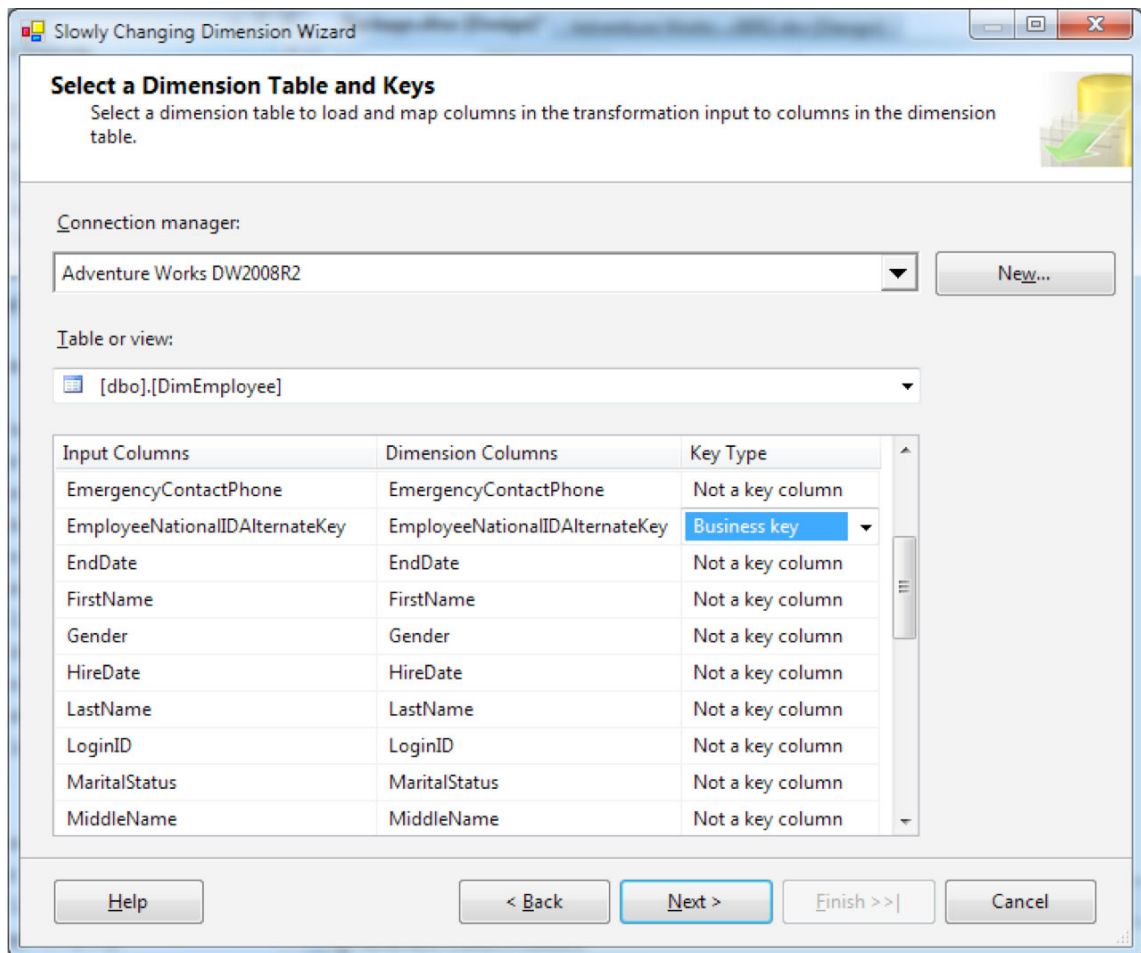 Slowly Changing Dimension Wizard
Select a Dimension Table and Keys
Select a dimension table to load and map columns in the transformation input to columns in the dimension
table.
Connection manager:
Adventure Works DW2008R2
New...
Table or view:
[dbo].[DimEmployee]
Input Columns Dimension Columns Key Type
EmergencyContactPhone EmergencyContactPhone Not a key column
EmployeeNationalIDAlternateKey EmployeeNationalIDAlternateKey Business key
EndDate EndDate Not a key column
FirstName FirstName Not a key column
Gender Gender Not a key column
HireDate HireDate Not a key column
LastName LastName Not a key column
LoginID LoginID Not a key column
MaritalStatus MaritalStatus Not a key column
MiddleName MiddleName Not a key column
Help < Back Next > Finish >>| Cancel